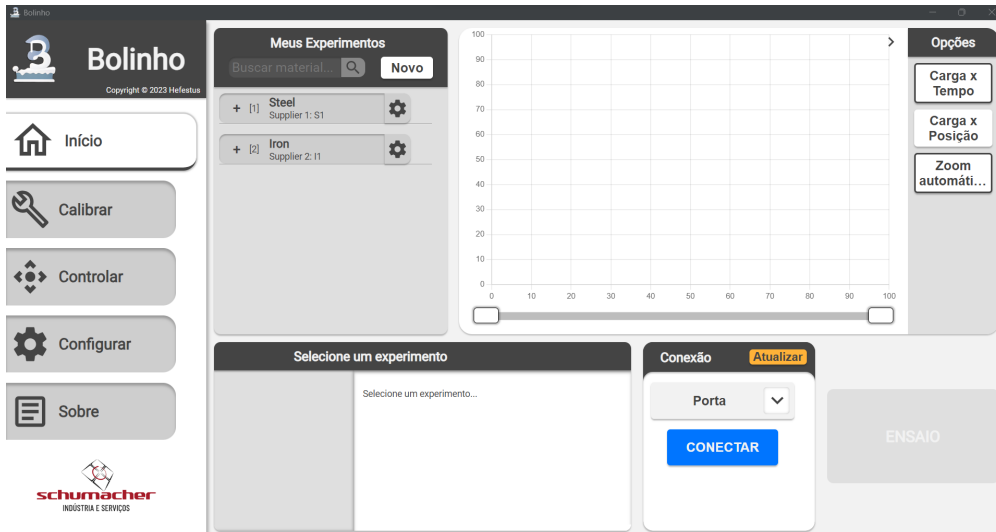 Bolinho
Bolinho
Copyright © 2023 Hefestus
Início
Calibrar
Controlar
Configurar
Sobre
schumacher
INDÚSTRIA E SERVIÇOS
Meus Experimentos
Buscar material...
Novo
+ [1] Steel
Supplier 1: S1
+ [2] Iron
Supplier 2: I1
100
90
80
70
60
50
40
30
20
10
0
0 10 20 30 40 50 60 70 80 90 100
Opções
Carga x
Tempo
Carga x
Posição
Zoom
automáti...
Selecione um experimento
Selecione um experimento...
Conexão
Atualizar
Porta
CONECTAR
ENSAIO